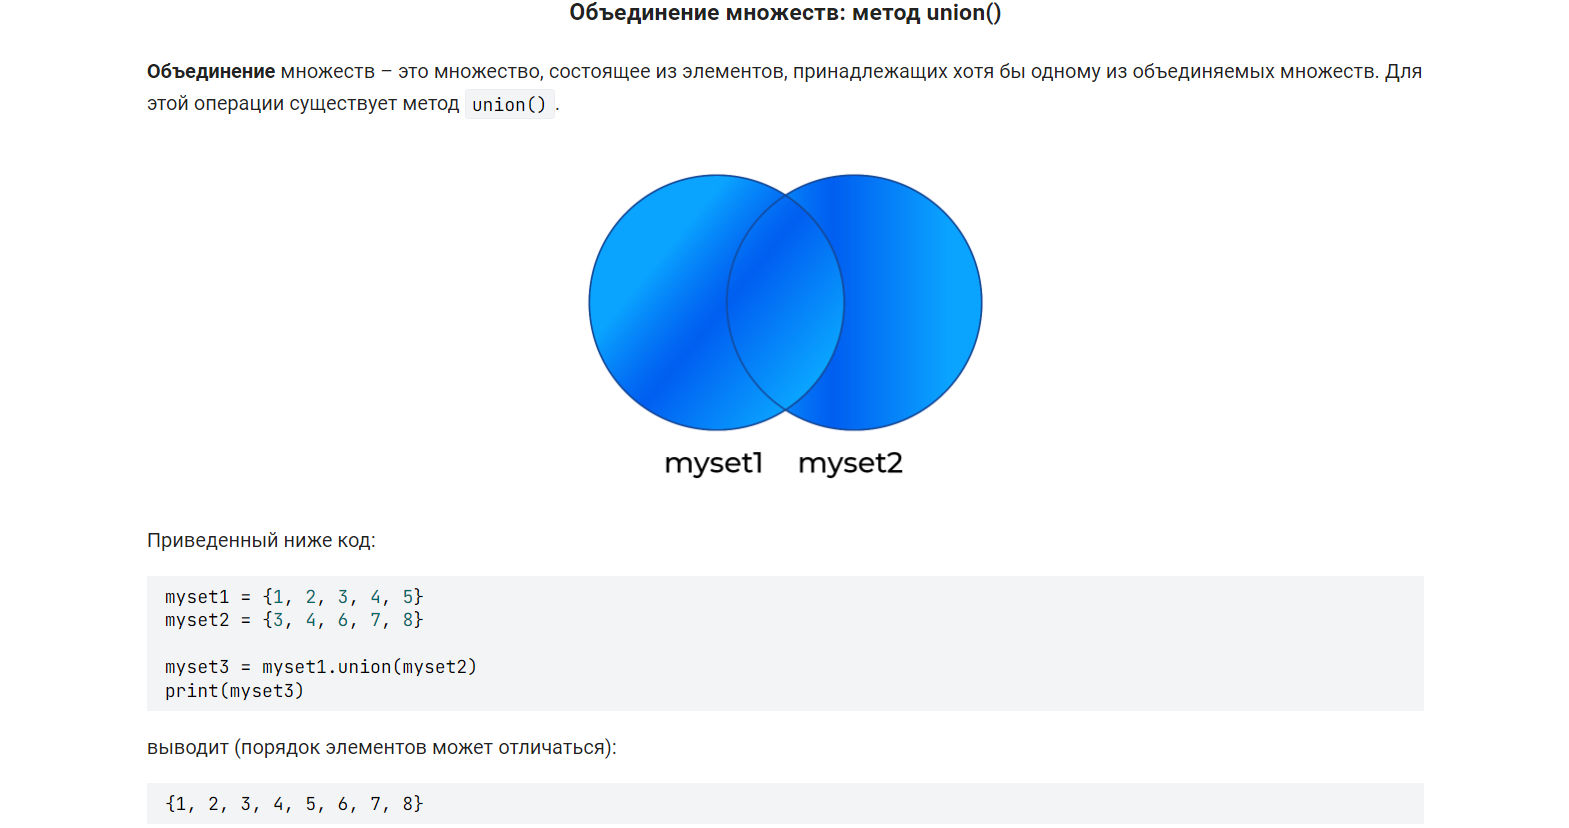 Объединение множеств: метод union()
Объединение множеств – это множество, состоящее из элементов, принадлежащих хотя бы одному из объединяемых множеств. Для
этой операции существует метод union().
myset1 myset2
Приведенный ниже код:
myset1 = {1, 2, 3, 4, 5}
myset2 = {3, 4, 6, 7, 8}
myset3 = myset1.union(myset2)
print(myset3)
выводит (порядок элементов может отличаться):
{1, 2, 3, 4, 5, 6, 7, 8}